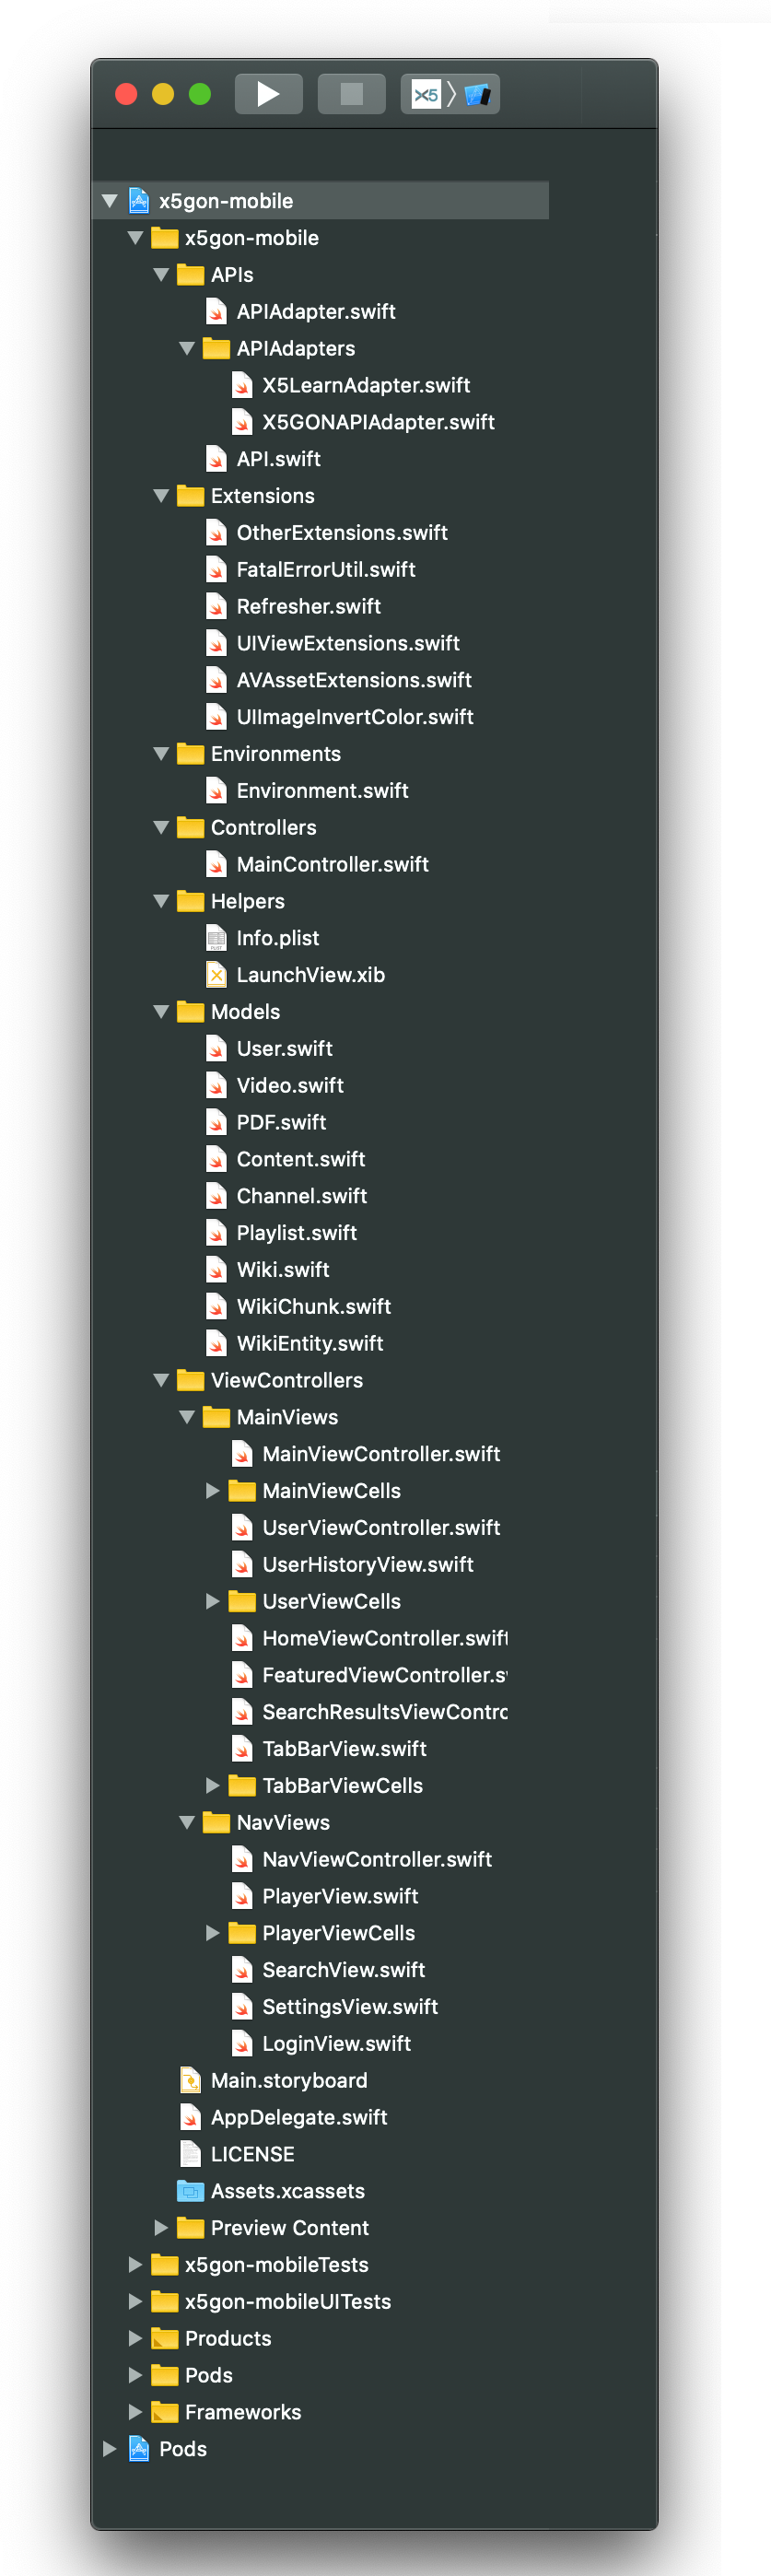 X5
x5gon-mobile
x5gon-mobile
APIs
APIAdapter.swift
APIAdapters
X5LearnAdapter.swift
X5GONAPIAdapter.swift
API.swift
Extensions
OtherExtensions.swift
FatalErrorUtil.swift
Refresher.swift
UIViewExtensions.swift
AVAssetExtensions.swift
UIImageInvertColor.swift
Environments
Environment.swift
Controllers
MainController.swift
Helpers
Info.plist
LaunchView.xib
Models
User.swift
Video.swift
PDF.swift
Content.swift
Channel.swift
Playlist.swift
Wiki.swift
WikiChunk.swift
WikiEntity.swift
ViewControllers
MainViews
MainViewController.swift
MainViewCells
UserViewController.swift
UserHistoryView.swift
UserViewCells
HomeViewController.swift
FeaturedViewController.s
SearchResultsViewContro
TabBarView.swift
TabBarViewCells
NavViews
NavViewController.swift
PlayerView.swift
PlayerViewCells
SearchView.swift
SettingsView.swift
LoginView.swift
Main.storyboard
AppDelegate.swift
LICENSE
Assets.xcassets
Preview Content
x5gon-mobileTests
x5gon-mobileUITests
Products
Pods
Frameworks
Pods